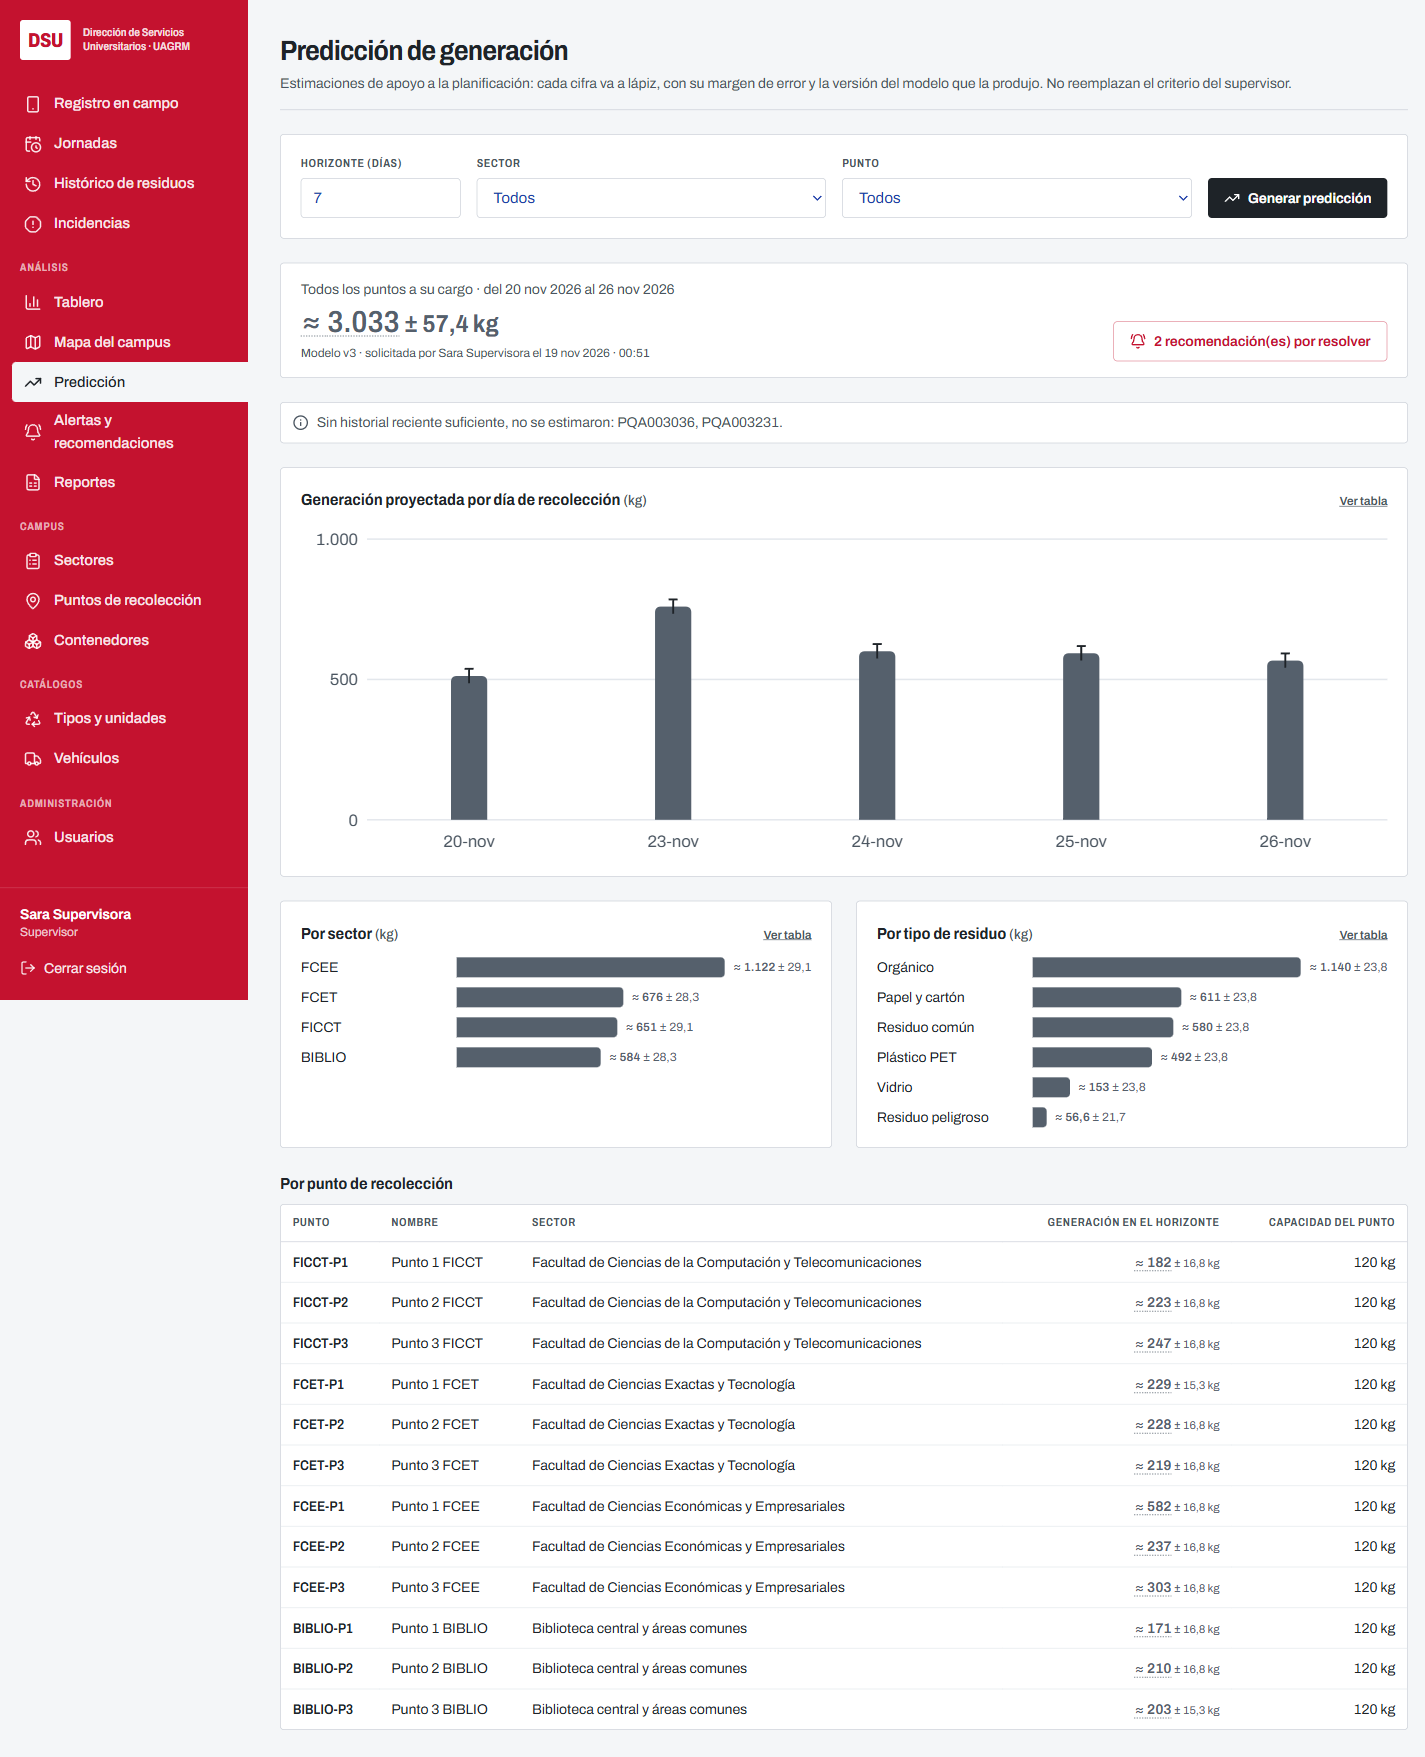 DSU
Dirección de Servicios
Universitarios · UAGRM
Registro en campo
Jornadas
Histórico de residuos
Incidencias
ANÁLISIS
Tablero
Mapa del campus
Predicción
Alertas y
recomendaciones
Reportes
CAMPUS
Sectores
Puntos de recolección
Contenedores
CATÁLOGOS
Tipos y unidades
Vehículos
ADMINISTRACIÓN
Usuarios
Sara Supervisora
Supervisor
Cerrar sesión
Predicción de generación
Estimaciones de apoyo a la planificación: cada cifra va a lápiz, con su margen de error y la versión del modelo que la produjo. No reemplazan el criterio del supervisor.
HORIZONTE (DÍAS) SECTOR PUNTO
7 Todos Todos Generar predicción
Todos los puntos a su cargo · del 20 nov 2026 al 26 nov 2026
≈ 3.033 ± 57,4 kg
Modelo v3 · solicitada por Sara Supervisora el 19 nov 2026 · 00:51
2 recomendación(es) por resolver
Sin historial reciente suficiente, no se estimaron: PQA003036, PQA003231.
Generación proyectada por día de recolección (kg) Ver tabla
1.000
500
0
20-nov 23-nov 24-nov 25-nov 26-nov
Por sector (kg) Ver tabla
FCEE ≈ 1.122 ± 29,1
FCET ≈ 676 ± 28,3
FICCT ≈ 651 ± 29,1
BIBLIO ≈ 584 ± 28,3
Por tipo de residuo (kg) Ver tabla
Orgánico ≈ 1.140 ± 23,8
Papel y cartón ≈ 611 ± 23,8
Residuo común ≈ 580 ± 23,8
Plástico PET ≈ 492 ± 23,8
Vidrio ≈ 153 ± 23,8
Residuo peligroso ≈ 56,6 ± 21,7
Por punto de recolección
PUNTO NOMBRE SECTOR GENERACIÓN EN EL HORIZONTE CAPACIDAD DEL PUNTO
FICCT-P1 Punto 1 FICCT Facultad de Ciencias de la Computación y Telecomunicaciones ≈ 182 ± 16,8 kg 120 kg
FICCT-P2 Punto 2 FICCT Facultad de Ciencias de la Computación y Telecomunicaciones ≈ 223 ± 16,8 kg 120 kg
FICCT-P3 Punto 3 FICCT Facultad de Ciencias de la Computación y Telecomunicaciones ≈ 247 ± 16,8 kg 120 kg
FCET-P1 Punto 1 FCET Facultad de Ciencias Exactas y Tecnología ≈ 229 ± 15,3 kg 120 kg
FCET-P2 Punto 2 FCET Facultad de Ciencias Exactas y Tecnología ≈ 228 ± 16,8 kg 120 kg
FCET-P3 Punto 3 FCET Facultad de Ciencias Exactas y Tecnología ≈ 219 ± 16,8 kg 120 kg
FCEE-P1 Punto 1 FCEE Facultad de Ciencias Económicas y Empresariales ≈ 582 ± 16,8 kg 120 kg
FCEE-P2 Punto 2 FCEE Facultad de Ciencias Económicas y Empresariales ≈ 237 ± 16,8 kg 120 kg
FCEE-P3 Punto 3 FCEE Facultad de Ciencias Económicas y Empresariales ≈ 303 ± 16,8 kg 120 kg
BIBLIO-P1 Punto 1 BIBLIO Biblioteca central y áreas comunes ≈ 171 ± 16,8 kg 120 kg
BIBLIO-P2 Punto 2 BIBLIO Biblioteca central y áreas comunes ≈ 210 ± 16,8 kg 120 kg
BIBLIO-P3 Punto 3 BIBLIO Biblioteca central y áreas comunes ≈ 203 ± 15,3 kg 120 kg